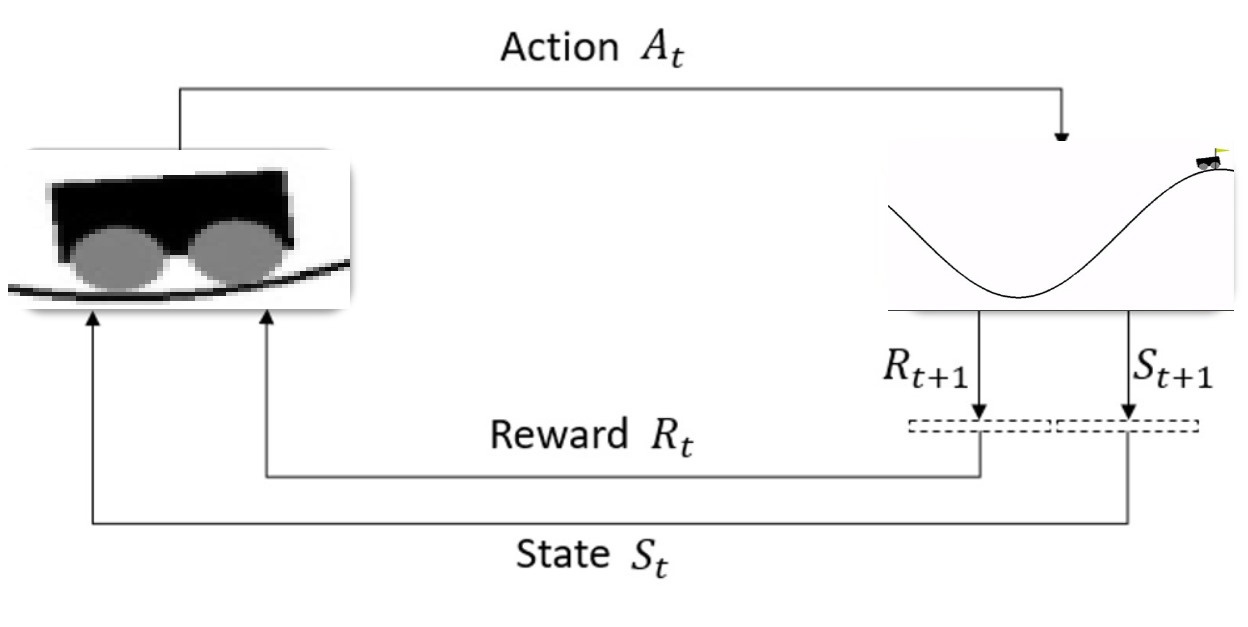 Action A_t
R_{t+1}
S_{t+1}
Reward R_t
State S_t